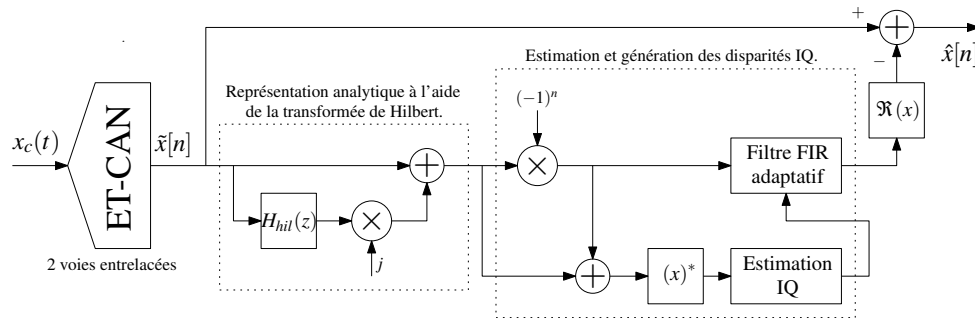 +
Estimation et génération des disparités IQ.
−
x̂[n]
Représentation analytique à l'aide
de la transformée de Hilbert.
(−1)ⁿ
ℜ(x)
x_c(t)
ET-CAN
x̃[n]
+
×
Filtre FIR
adaptatif
H_hil(z)
×
j
+
(x)*
Estimation
IQ
2 voies entrelacées
+